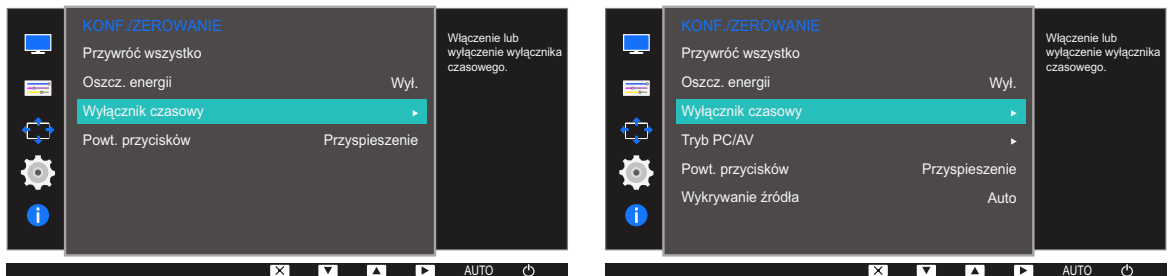 KONF./ZEROWANIE
Przywróć wszystko
Oszcz. energii Wył.
Wyłącznik czasowy
Powt. przycisków Przyspieszenie
Włączenie lub
wyłączenie wyłącznika
czasowego.
AUTO
KONF./ZEROWANIE
Przywróć wszystko
Oszcz. energii Wył.
Wyłącznik czasowy
Tryb PC/AV
Powt. przycisków Przyspieszenie
Wykrywanie źródła Auto
Włączenie lub
wyłączenie wyłącznika
czasowego.
AUTO